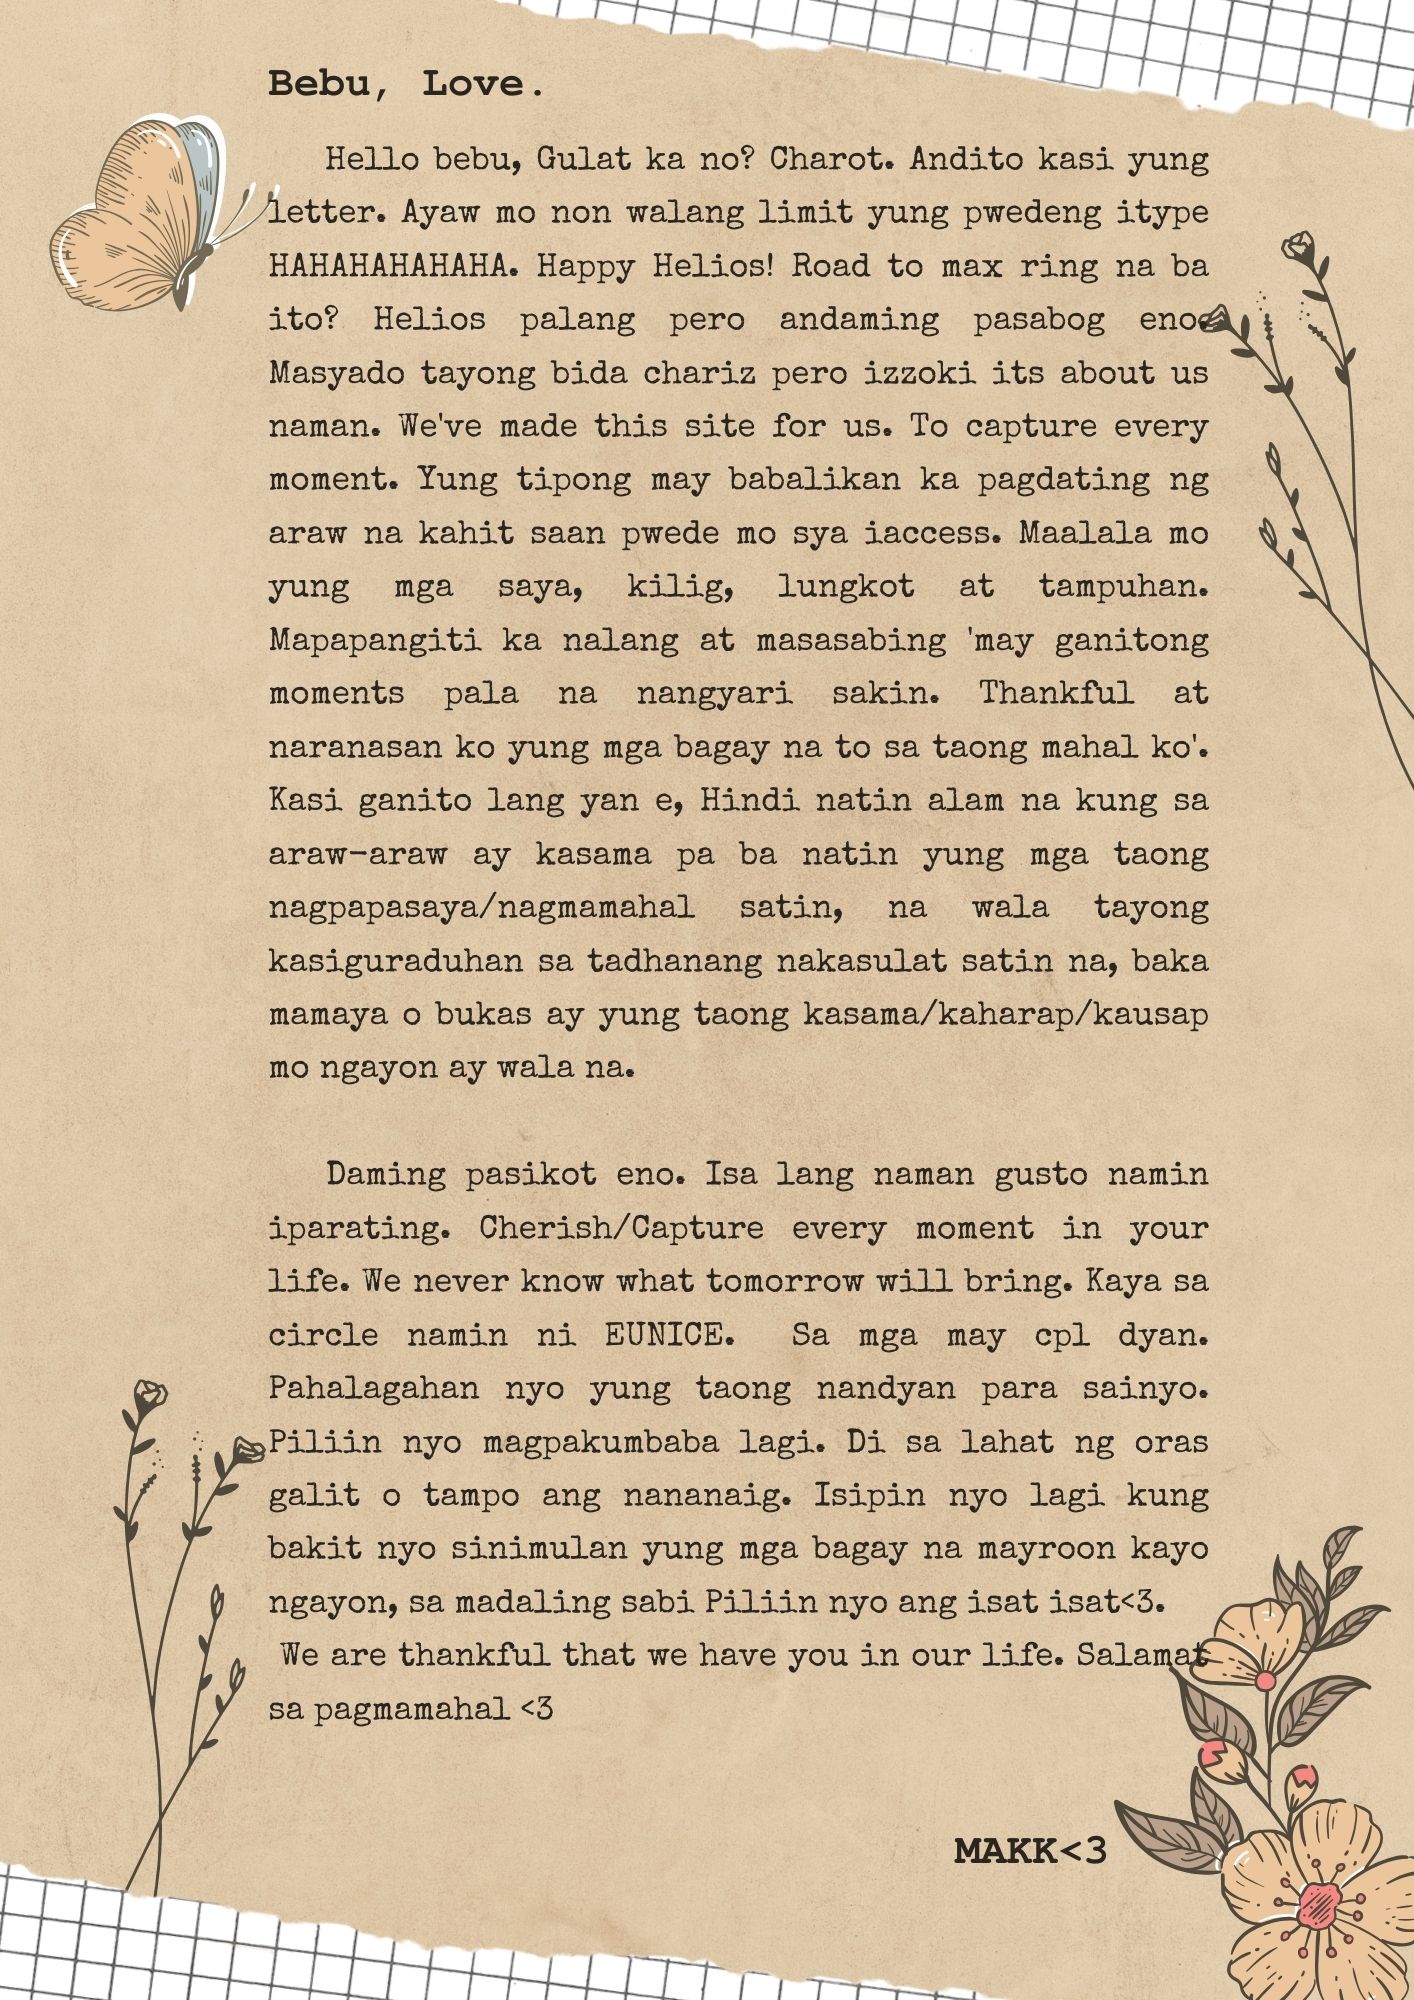 Bebu, Love.
Hello bebu, Gulat ka no? Charot. Andito kasi yung
letter. Ayaw mo non walang limit yung pwedeng itype
HAHAHAHAHAHA. Happy Helios! Road to max ring na ba
ito? Helios palang pero andaming pasabog eno.
Masyado tayong bida chariz pero izzoki its about us
naman. We've made this site for us. To capture every
moment. Yung tipong may babalikan ka pagdating ng
araw na kahit saan pwede mo sya iaccess. Maalala mo
yung mga saya, kilig, lungkot at tampuhan.
Mapapangiti ka nalang at masasabing 'may ganitong
moments pala na nangyari sakin. Thankful at
naranasan ko yung mga bagay na to sa taong mahal ko'.
Kasi ganito lang yan e, Hindi natin alam na kung sa
araw-araw ay kasama pa ba natin yung mga taong
nagpapasaya/nagmamahal satin, na wala tayong
kasiguraduhan sa tadhanang nakasulat satin na, baka
mamaya o bukas ay yung taong kasama/kaharap/kausap
mo ngayon ay wala na.
Daming pasikot eno. Isa lang naman gusto namin
iparating. Cherish/Capture every moment in your
life. We never know what tomorrow will bring. Kaya sa
circle namin ni EUNICE. Sa mga may cpl dyan.
Pahalagahan nyo yung taong nandyan para sainyo.
Piliin nyo magpakumbaba lagi. Di sa lahat ng oras
galit o tampo ang nananaig. Isipin nyo lagi kung
bakit nyo sinimulan yung mga bagay na mayroon kayo
ngayon, sa madaling sabi Piliin nyo ang isat isat<3.
We are thankful that we have you in our life. Salamat
sa pagmamahal <3
MAKK<3